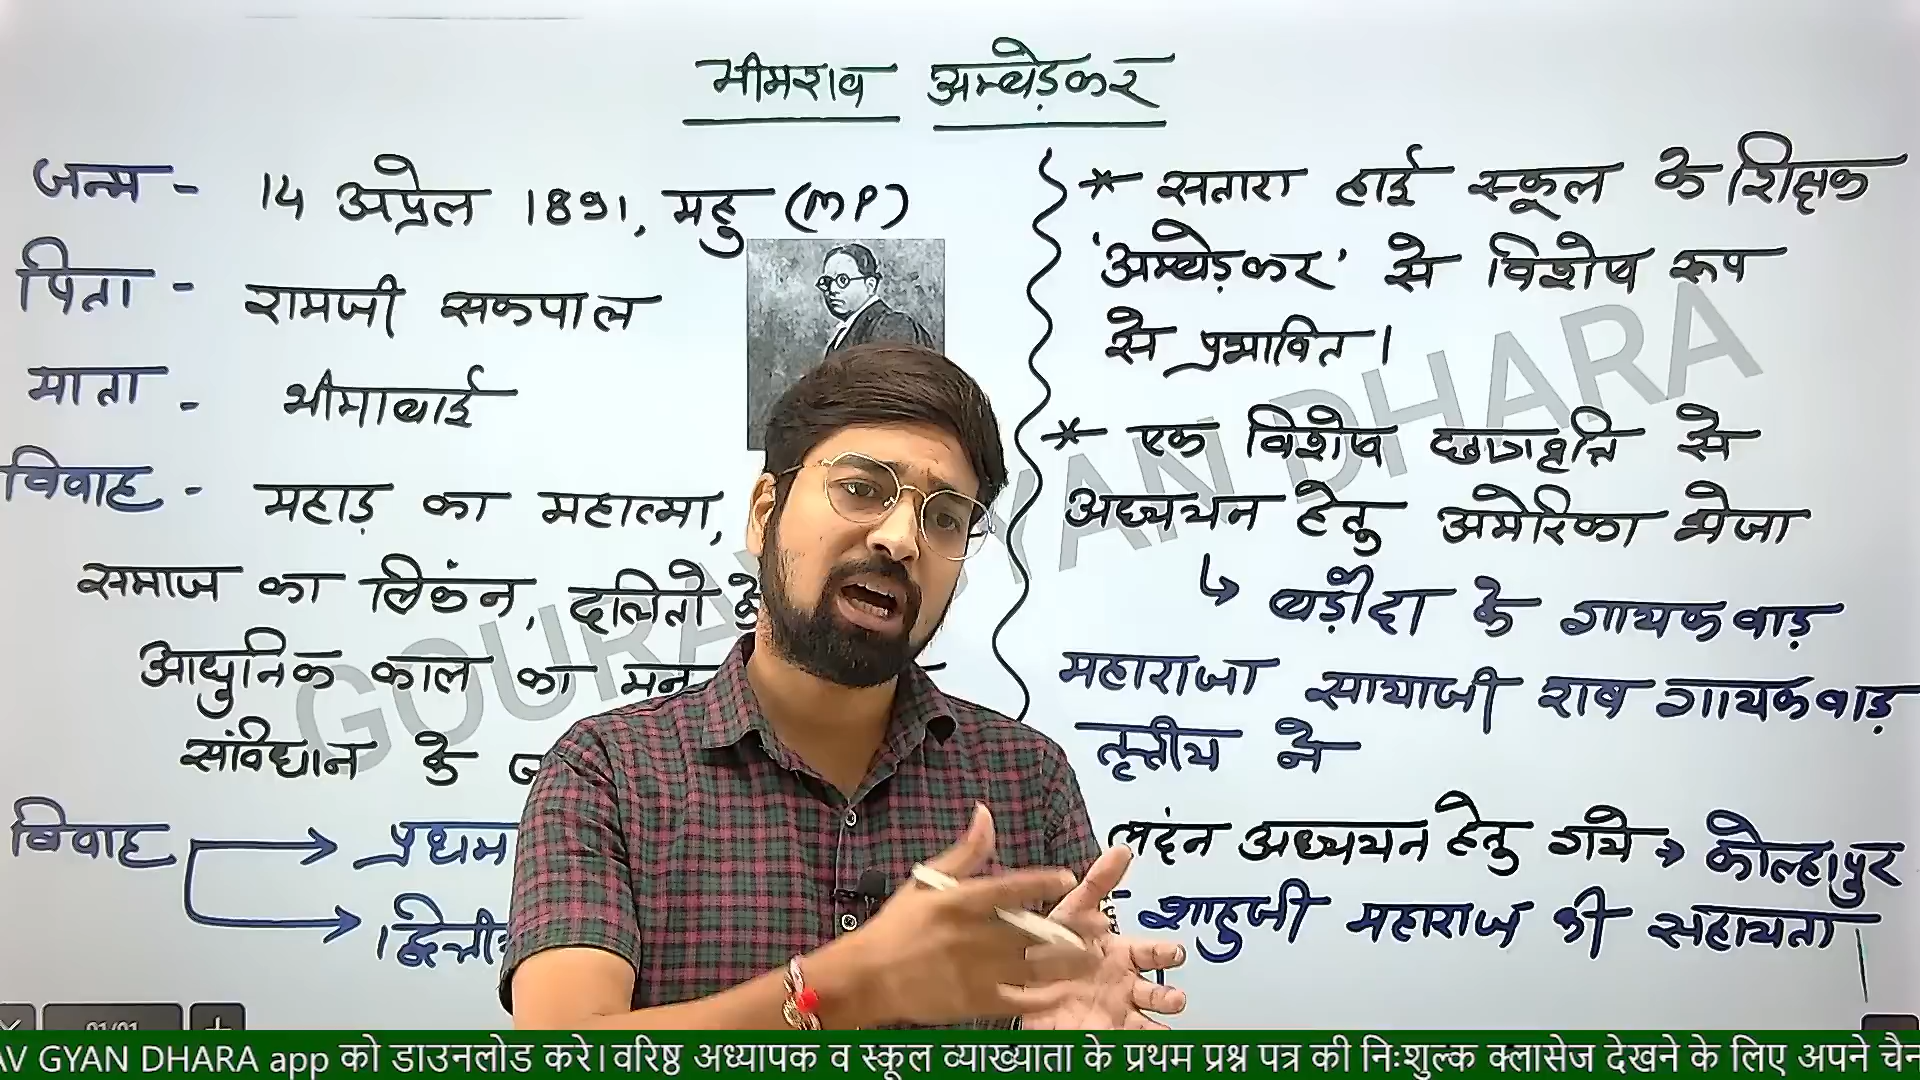 भीमराव अम्बेड़कर
जन्म - 14 अप्रेल 1891, महु (MP)
पिता - रामजी सकपाल
माता - भीमाबाई
विवाह - महाड़ का महात्मा,
समाज का लिंकन, दलितो के
आधुनिक काल का मनु
संविधान के ज
विवाह → प्रथम
→ द्विती
* सतारा हाई स्कूल के शिक्षक
'अम्बेड़कर' से विशेष रूप
से प्रभावित।
* एक विशेष छात्रवृत्ति से
अध्ययन हेतु अमेरिका भेजा
↳ बड़ौदा के गायकवाड़
महाराजा सायाजी राव गायकवाड़
तृतीय ने
लदंन अध्ययन हेतु गये → कोल्हापुर
शाहुजी महाराज की सहायता
GOURAV GYAN DHARA
AV GYAN DHARA app को डाउनलोड करे। वरिष्ठ अध्यापक व स्कूल व्याख्याता के प्रथम प्रश्न पत्र की निःशुल्क क्लासेज देखने के लिए अपने चैन